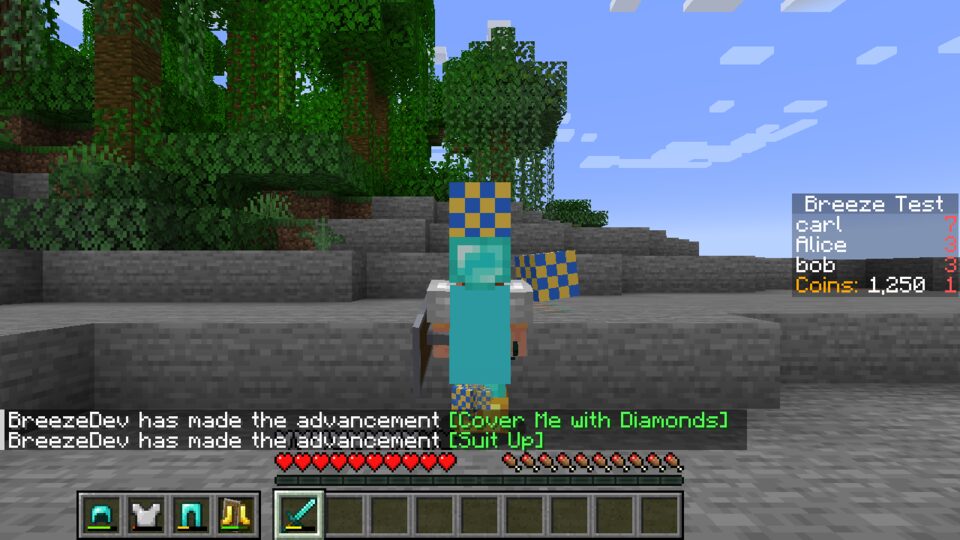 Breeze Test
carl 7
Alice 3
bob 3
Coins: 1,250 1
BreezeDev has made the advancement [Cover Me with Diamonds]
BreezeDev has made the advancement [Suit Up]